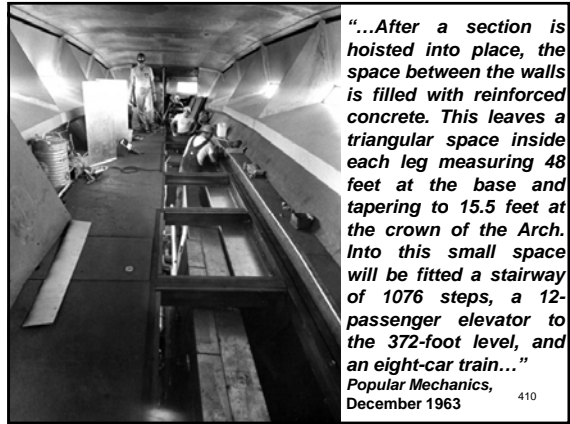 “…After a section is
hoisted into place, the
space between the walls
is filled with reinforced
concrete. This leaves a
triangular space inside
each leg measuring 48
feet at the base and
tapering to 15.5 feet at
the crown of the Arch.
Into this small space
will be fitted a stairway
of 1076 steps, a 12-
passenger elevator to
the 372-foot level, and
an eight-car train…”
Popular Mechanics,
December 1963
410